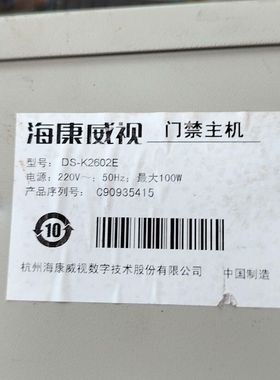 海康威视 门禁主机
型号: DS-K2602E
电源: 220V～; 50Hz; 最大100W
产品序列号: C90935415
10
杭州海康威视数字技术股份有限公司 中国制造